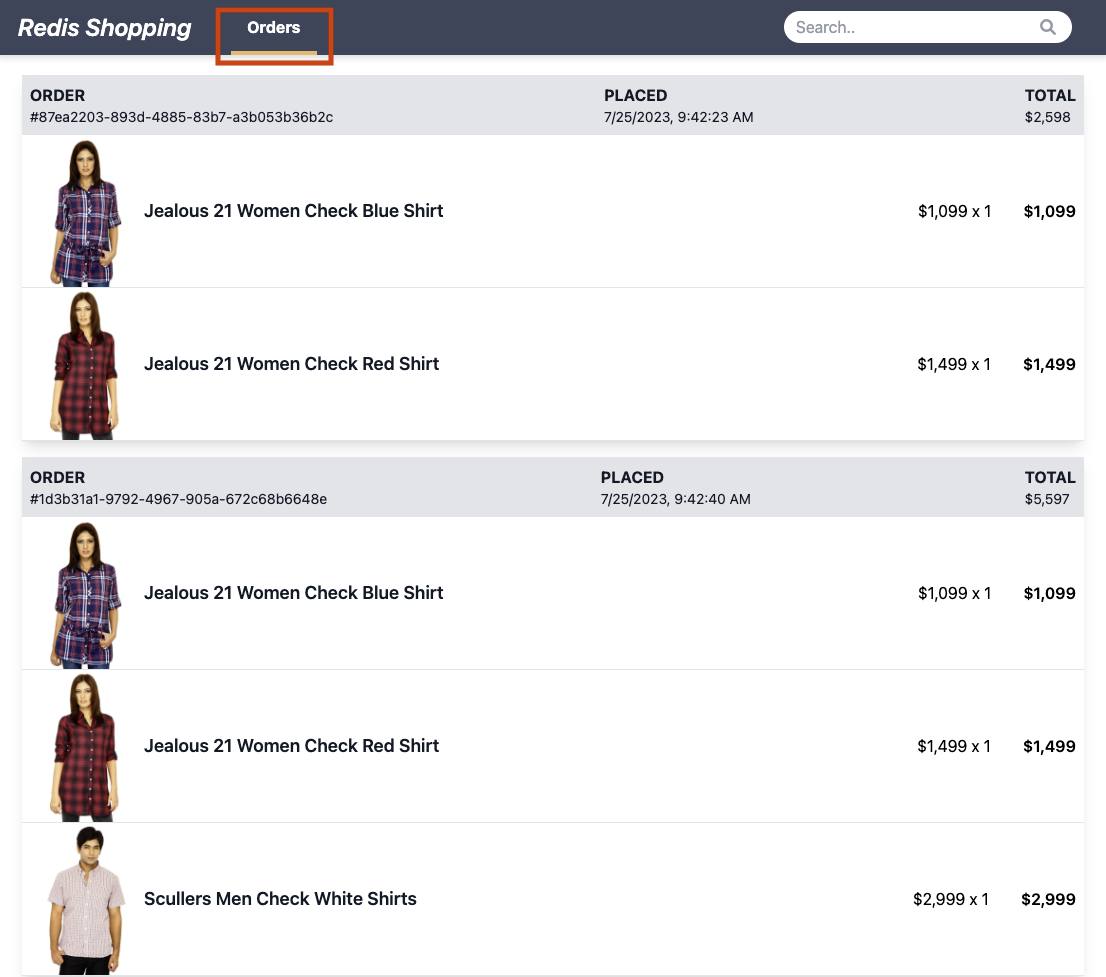 Redis Shopping Orders Search..
ORDER PLACED TOTAL
#87ea2203-893d-4885-83b7-a3b053b36b2c 7/25/2023, 9:42:23 AM $2,598
Jealous 21 Women Check Blue Shirt $1,099 x 1 $1,099
Jealous 21 Women Check Red Shirt $1,499 x 1 $1,499
ORDER PLACED TOTAL
#1d3b31a1-9792-4967-905a-672c68b6648e 7/25/2023, 9:42:40 AM $5,597
Jealous 21 Women Check Blue Shirt $1,099 x 1 $1,099
Jealous 21 Women Check Red Shirt $1,499 x 1 $1,499
Scullers Men Check White Shirts $2,999 x 1 $2,999